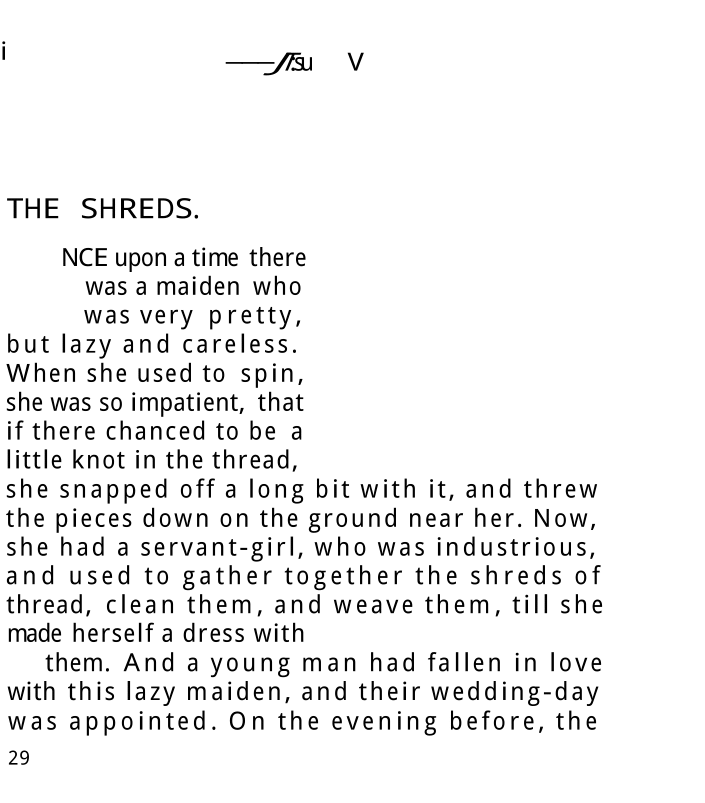 i
V
THE SHREDS.
NCE upon a time there
was a maiden who
was very pretty,
but lazy and careless.
When she used to spin,
she was so impatient, that
if there chanced to be a
little knot in the thread,
she snapped off a long bit with it, and threw
the pieces down on the ground near her. Now,
she had a servant-girl, who was industrious,
and used to gather together the shreds of
thread, clean them, and weave them, till she
made herself a dress with
them. And a young man had fallen in love
with this lazy maiden, and their wedding-day
was appointed. On the evening before, the
29